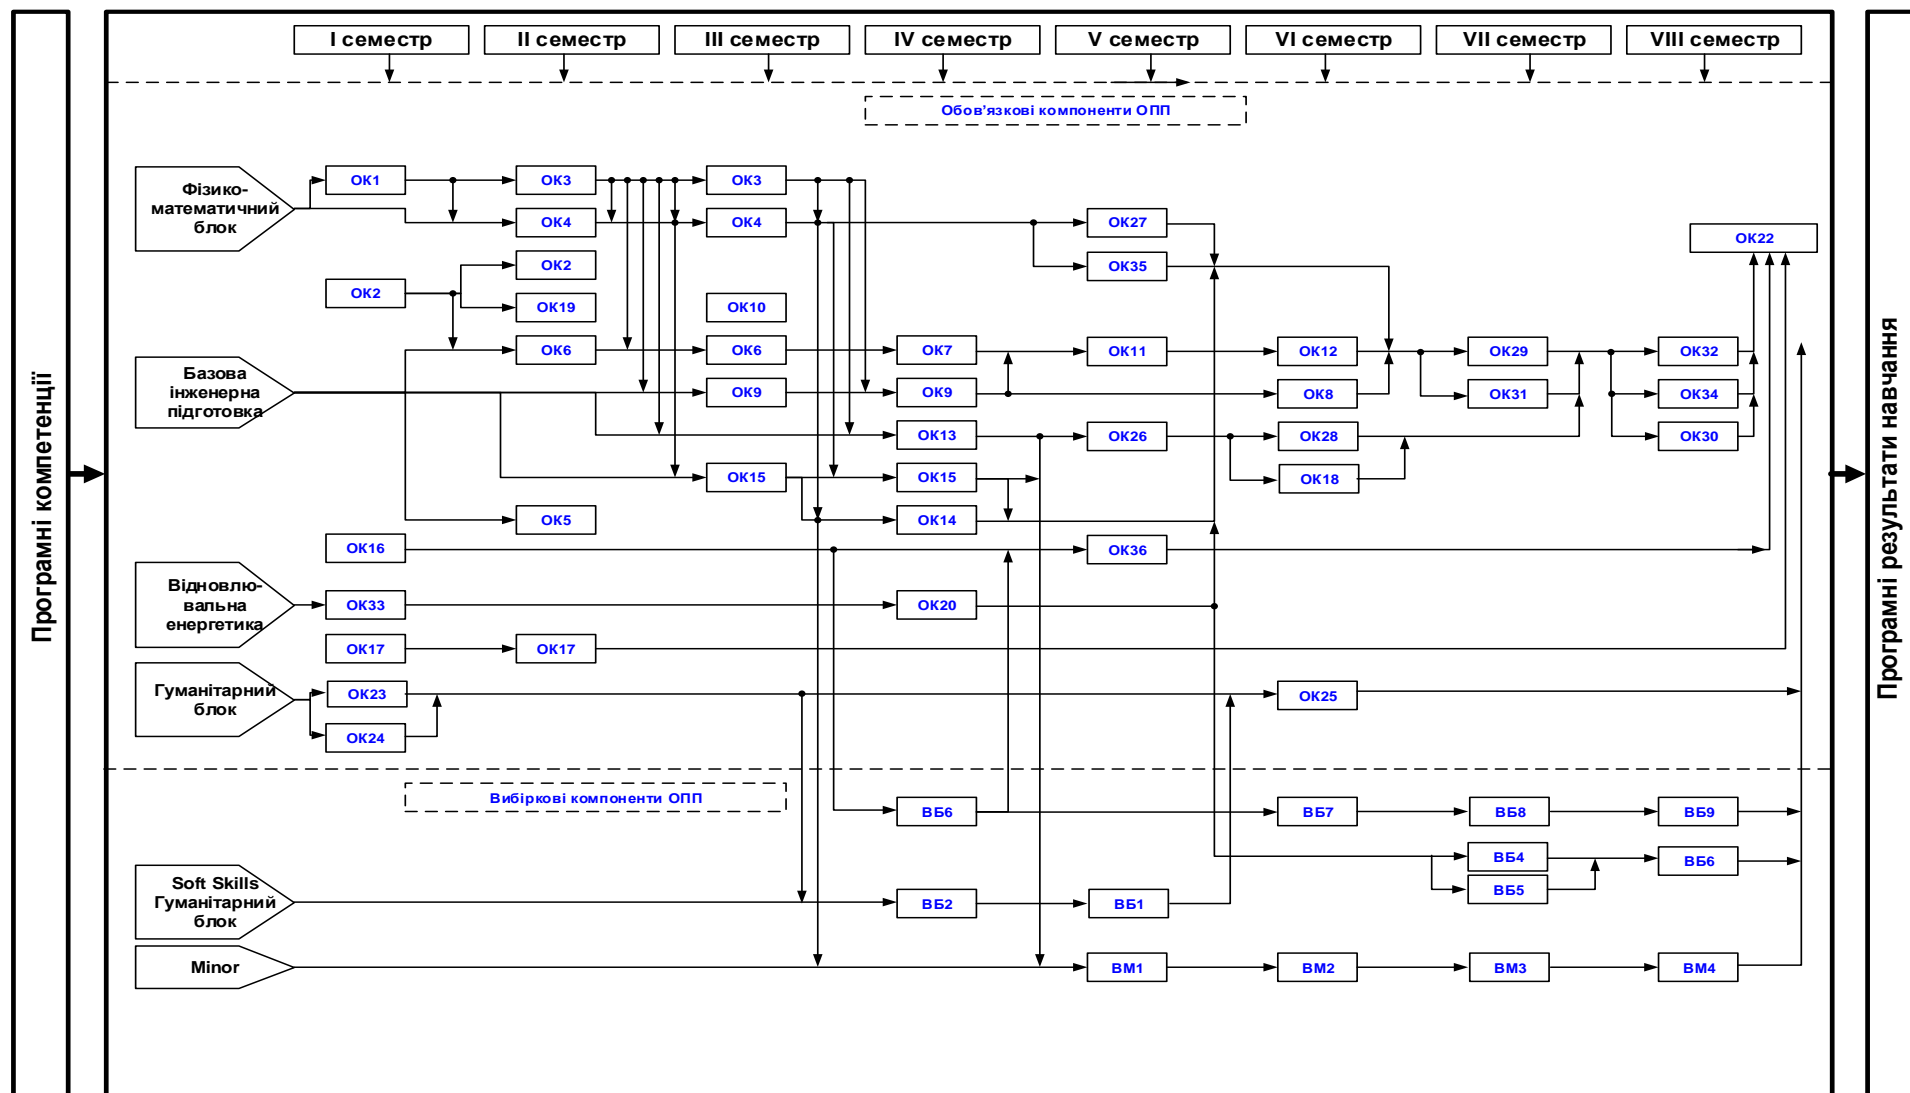 Програмні компетенції
І семестр
ІІ семестр
ІІІ семестр
ІV семестр
V семестр
VI семестр
VII семестр
VIII семестр
Обов’язкові компоненти ОПП
Фізико-
математичний
блок
ОК1
ОК3
ОК3
ОК4
ОК4
ОК27
ОК22
ОК2
ОК35
ОК2
ОК19
ОК10
Базова
інженерна
підготовка
ОК6
ОК6
ОК7
ОК11
ОК12
ОК29
ОК32
ОК9
ОК9
ОК8
ОК31
ОК34
ОК13
ОК26
ОК28
ОК30
ОК15
ОК15
ОК18
ОК5
ОК14
ОК16
ОК36
Відновлю-
вальна
енергетика
ОК33
ОК20
ОК17
ОК17
Гуманітарний
блок
ОК23
ОК25
ОК24
Вибіркові компоненти ОПП
ВБ6
ВБ7
ВБ8
ВБ9
ВБ4
ВБ6
ВБ5
Soft Skills
Гуманітарний
блок
ВБ2
ВБ1
Minor
ВМ1
ВМ2
ВМ3
ВМ4
Програмні результати навчання